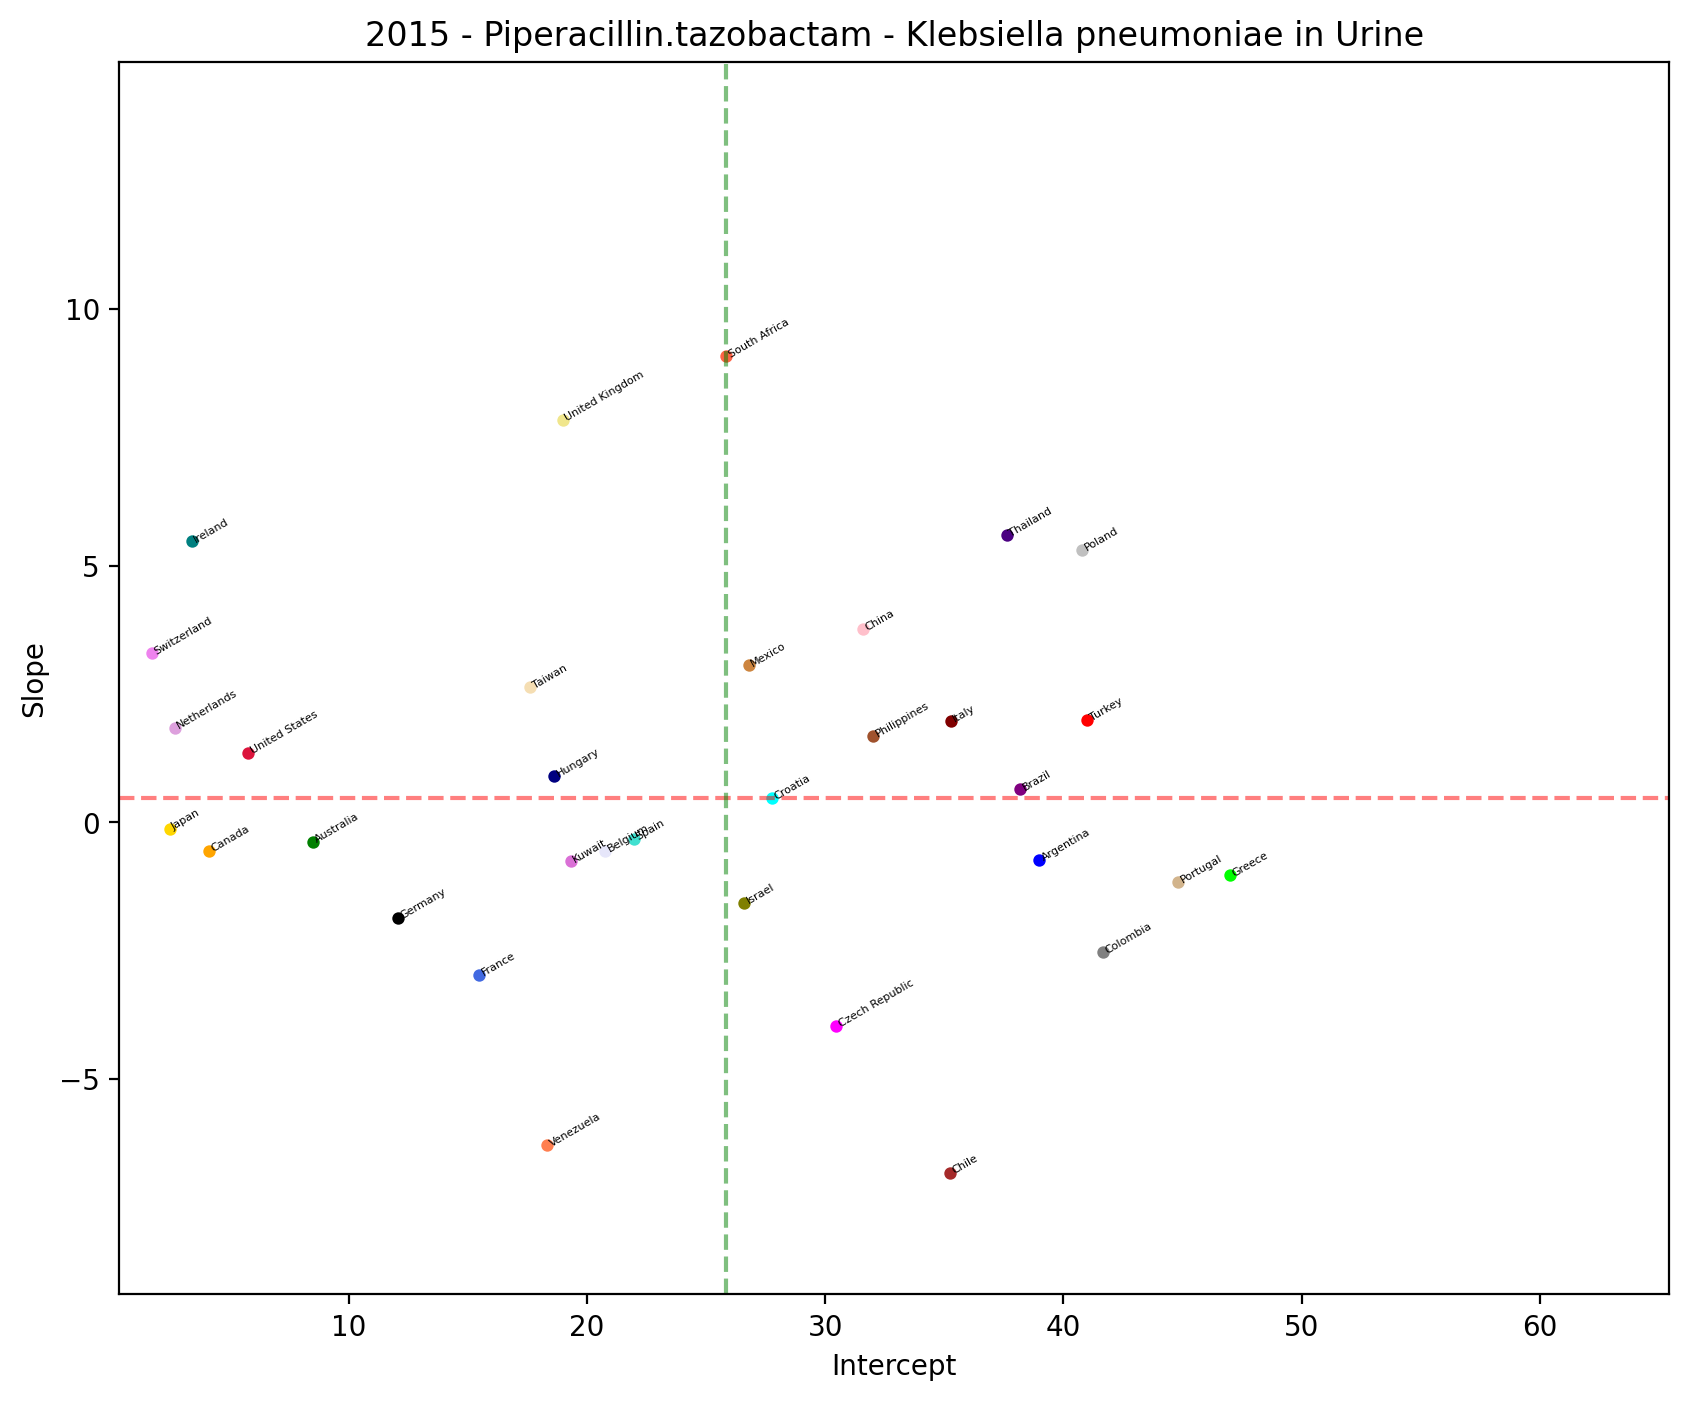 2015 - Piperacillin.tazobactam - Klebsiella pneumoniae in Urine
South Africa
United Kingdom
Thailand
Ireland
Poland
China
Switzerland
Mexico
Taiwan
Netherlands
Philippines
Italy
Turkey
United States
Hungary
Croatia
Brazil
Japan
Canada
Australia
Kuwait
Belgium
Spain
Argentina
Portugal
Greece
Israel
Germany
Colombia
France
Czech Republic
Venezuela
Chile
10
5
0
−5
Slope
10
20
30
40
50
60
Intercept